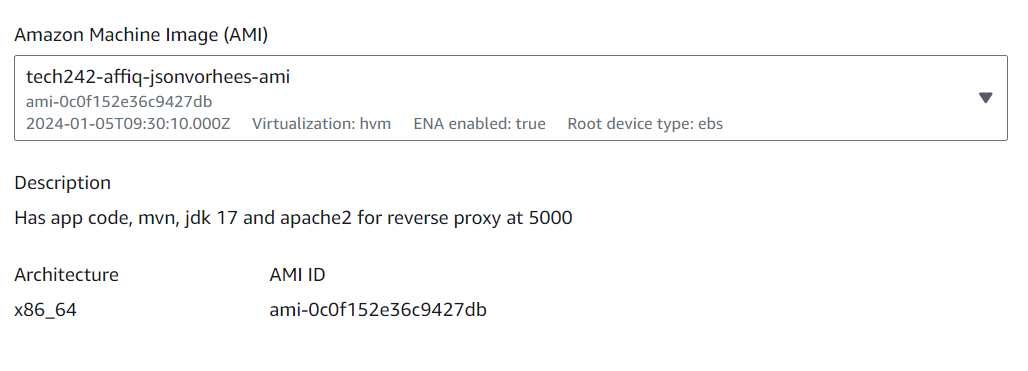 Amazon Machine Image (AMI)
tech242-affiq-jsonvorhees-ami
ami-0c0f152e36c9427db
2024-01-05T09:30:10.000Z Virtualization: hvm ENA enabled: true Root device type: ebs
Description
Has app code, mvn, jdk 17 and apache2 for reverse proxy at 5000
Architecture AMI ID
x86_64 ami-0c0f152e36c9427db